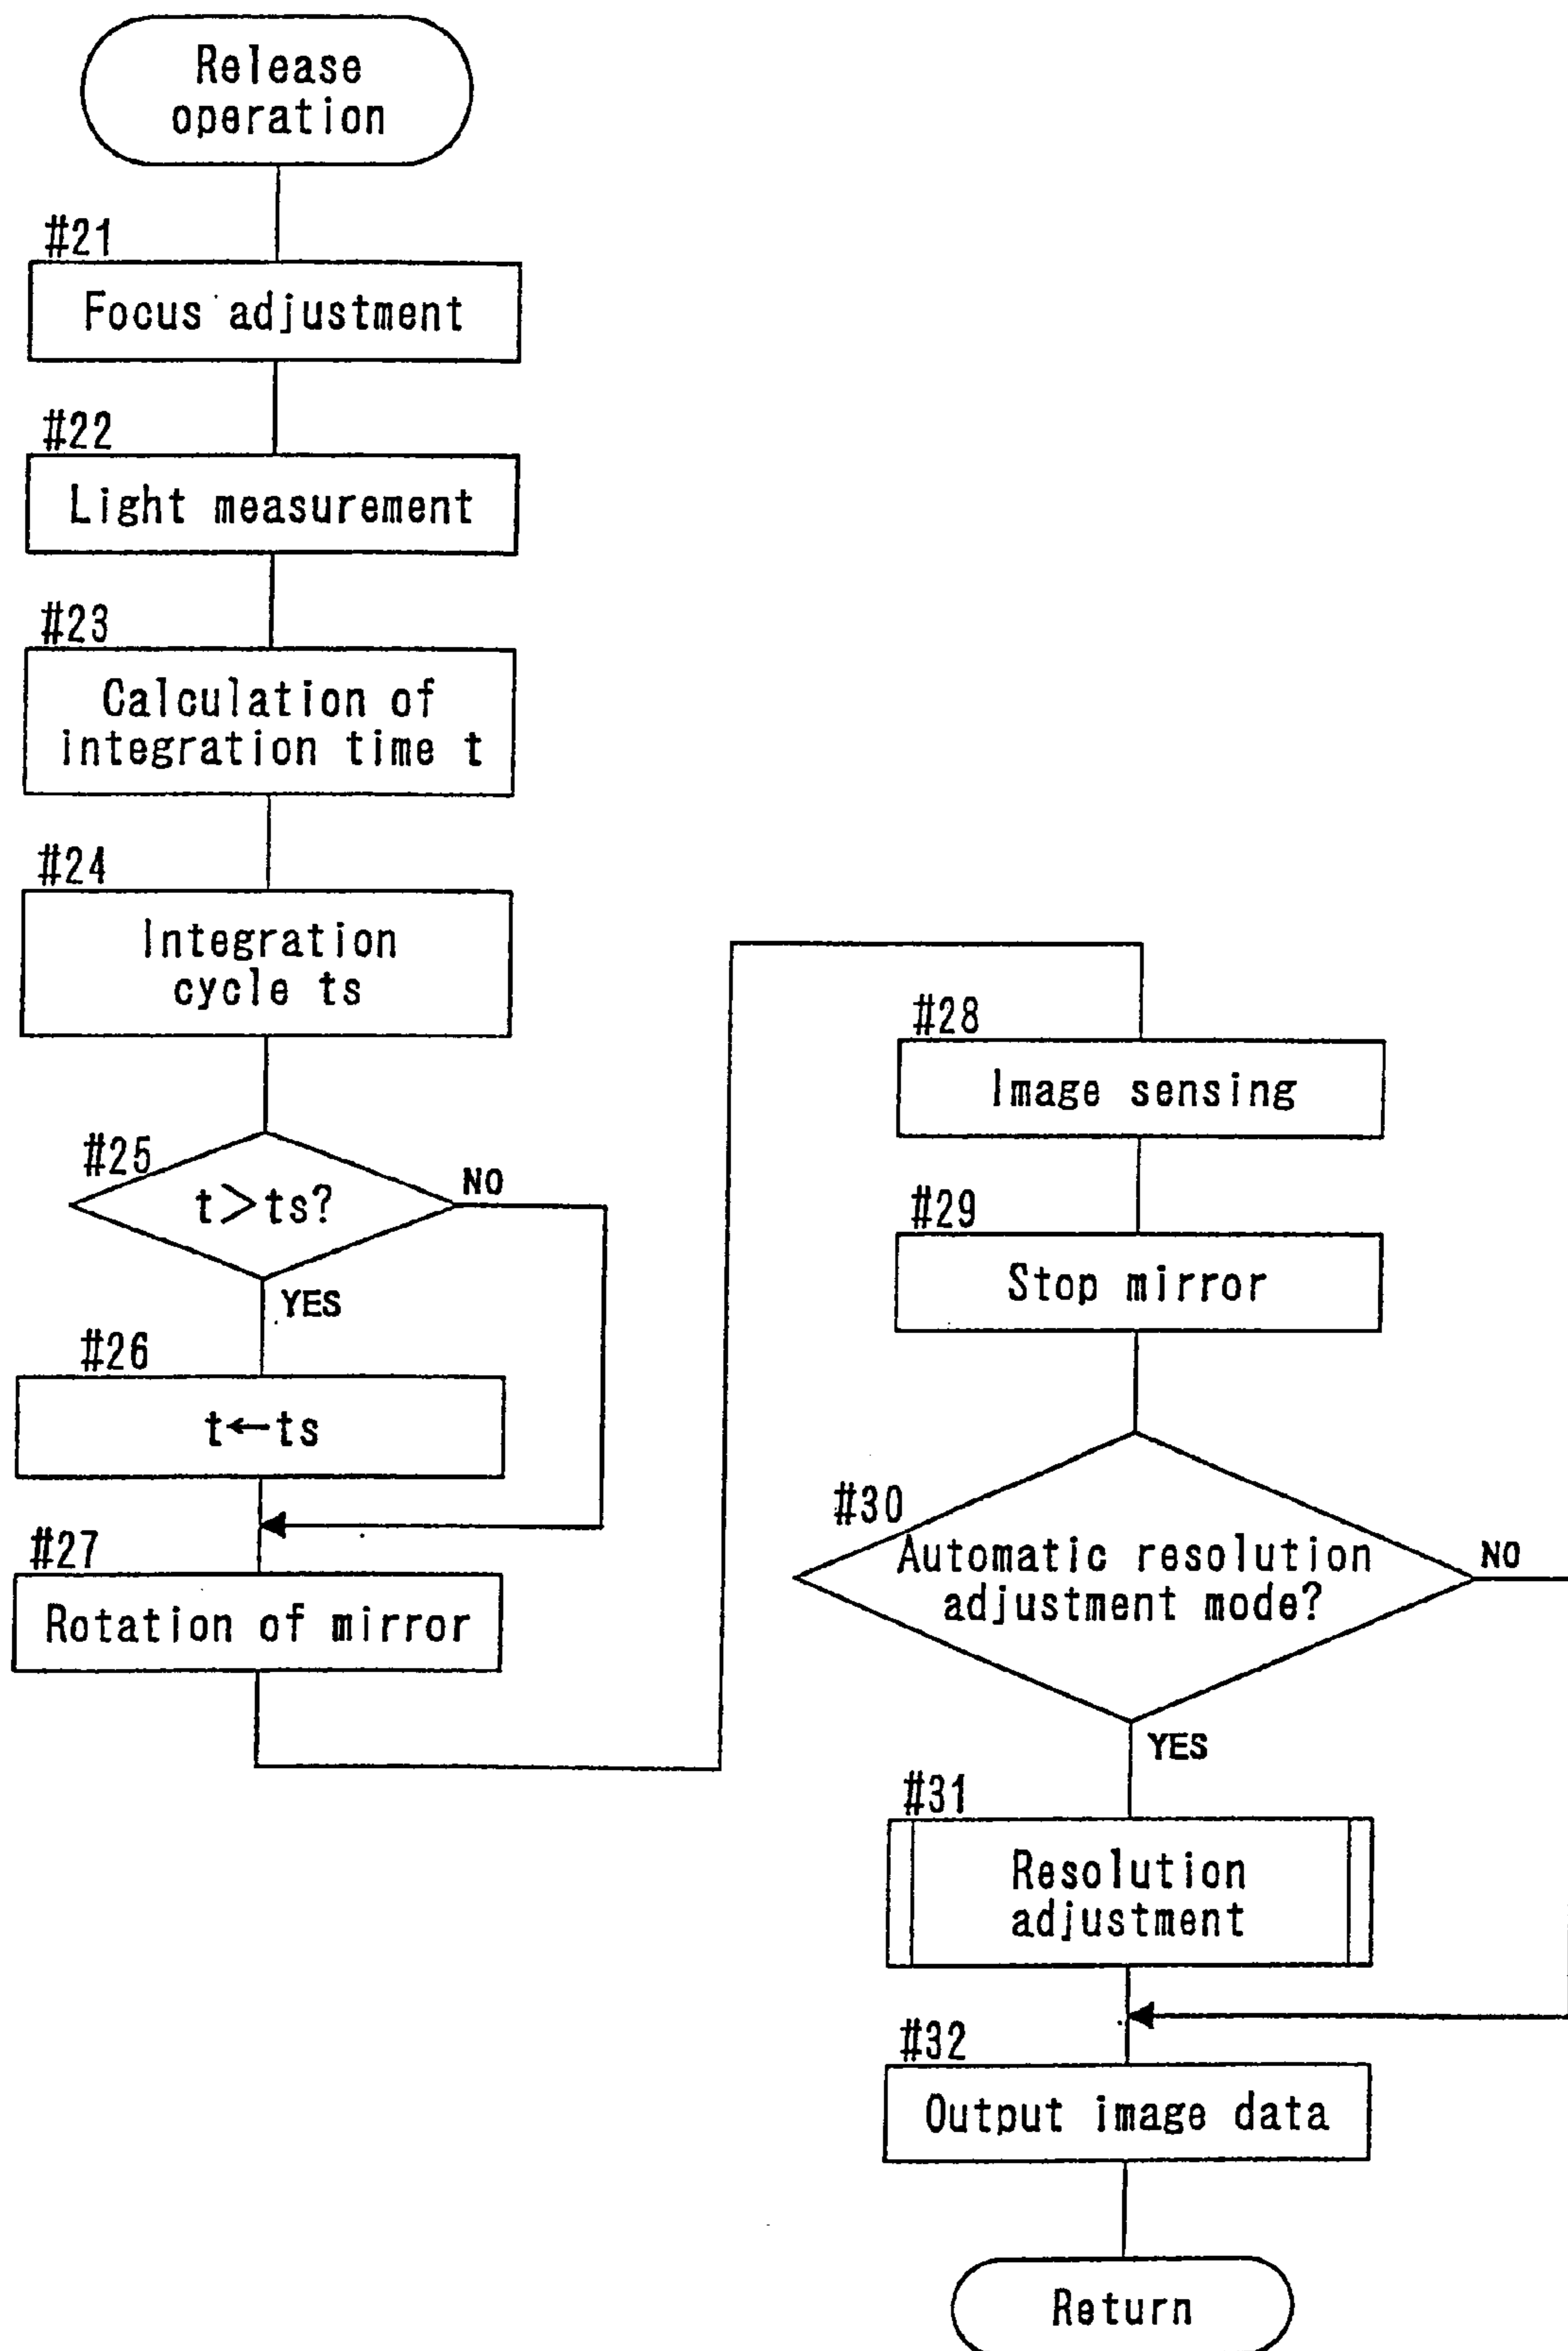 Release
operation
#21
Focus adjustment
#22
Light measurement
#23
Calculation of
integration time t
#24
Integration
cycle ts
#25
t>ts?
NO
YES
#26
t←ts
#27
Rotation of mirror
#28
Image sensing
#29
Stop mirror
#30
Automatic resolution
adjustment mode?
NO
YES
#31
Resolution
adjustment
#32
Output image data
Return